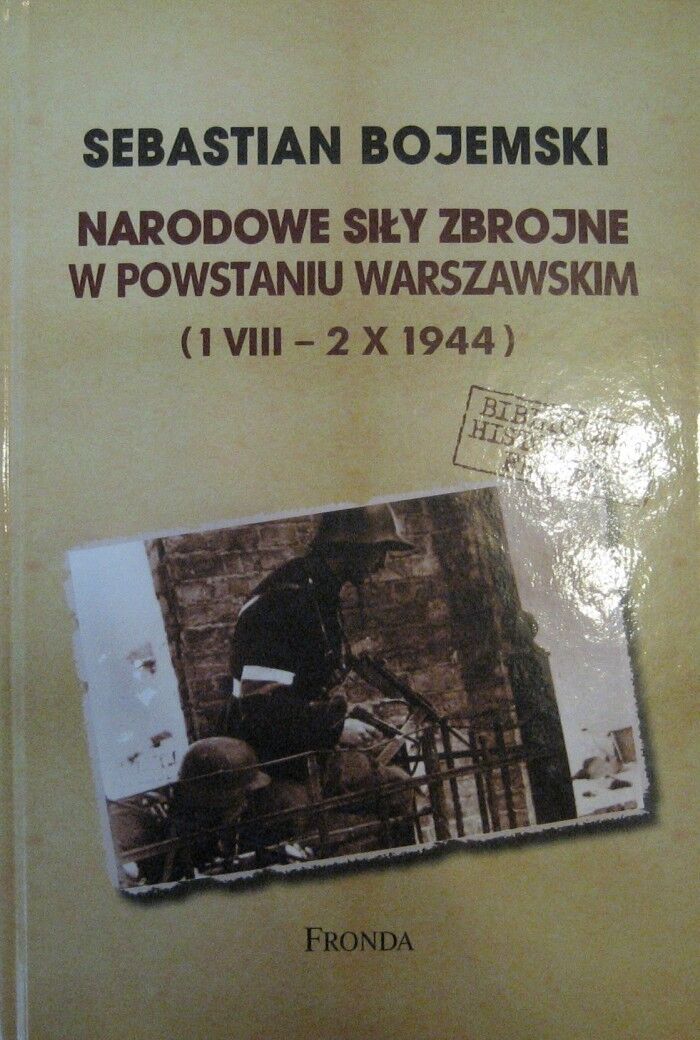 SEBASTIAN BOJEMSKI
NARODOWE SIŁY ZBROJNE
W POWSTANIU WARSZAWSKIM
(1 VIII – 2 X 1944)
FRONDA